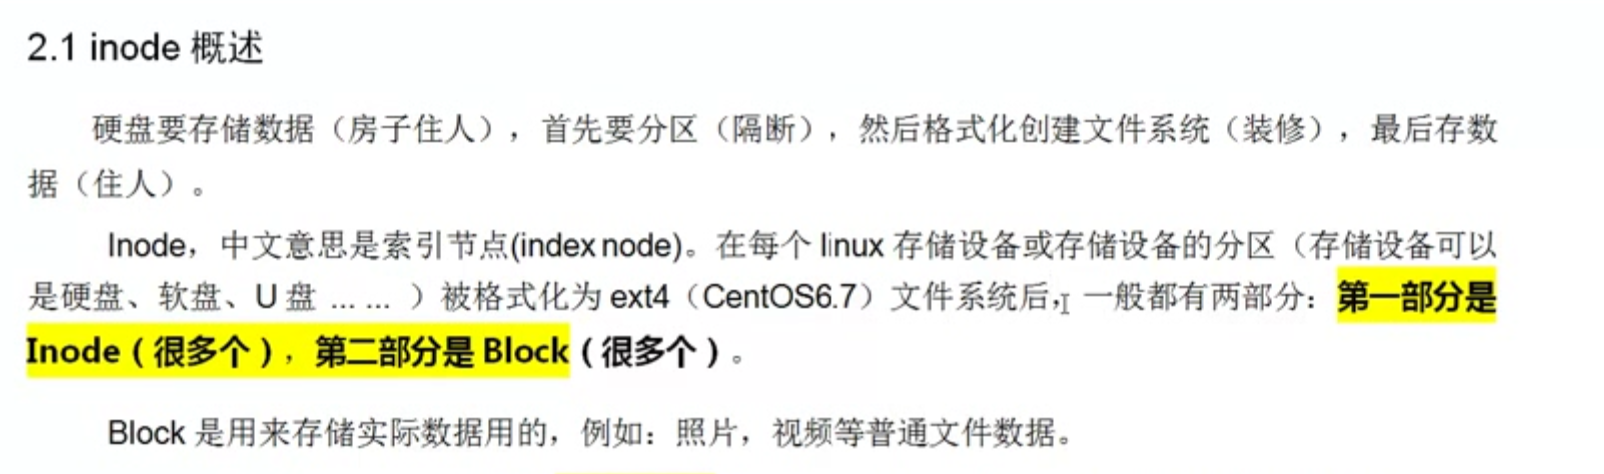 2.1 inode 概述
硬盘要存储数据（房子住人），首先要分区（隔断），然后格式化创建文件系统（装修），最后存数
据（住人）。
Inode，中文意思是索引节点(index node)。在每个 linux 存储设备或存储设备的分区（存储设备可以
是硬盘、软盘、U 盘 ... ... ）被格式化为 ext4（CentOS6.7）文件系统后，一般都有两部分：第一部分是
Inode（很多个），第二部分是 Block（很多个）。
Block 是用来存储实际数据用的，例如：照片，视频等普通文件数据。